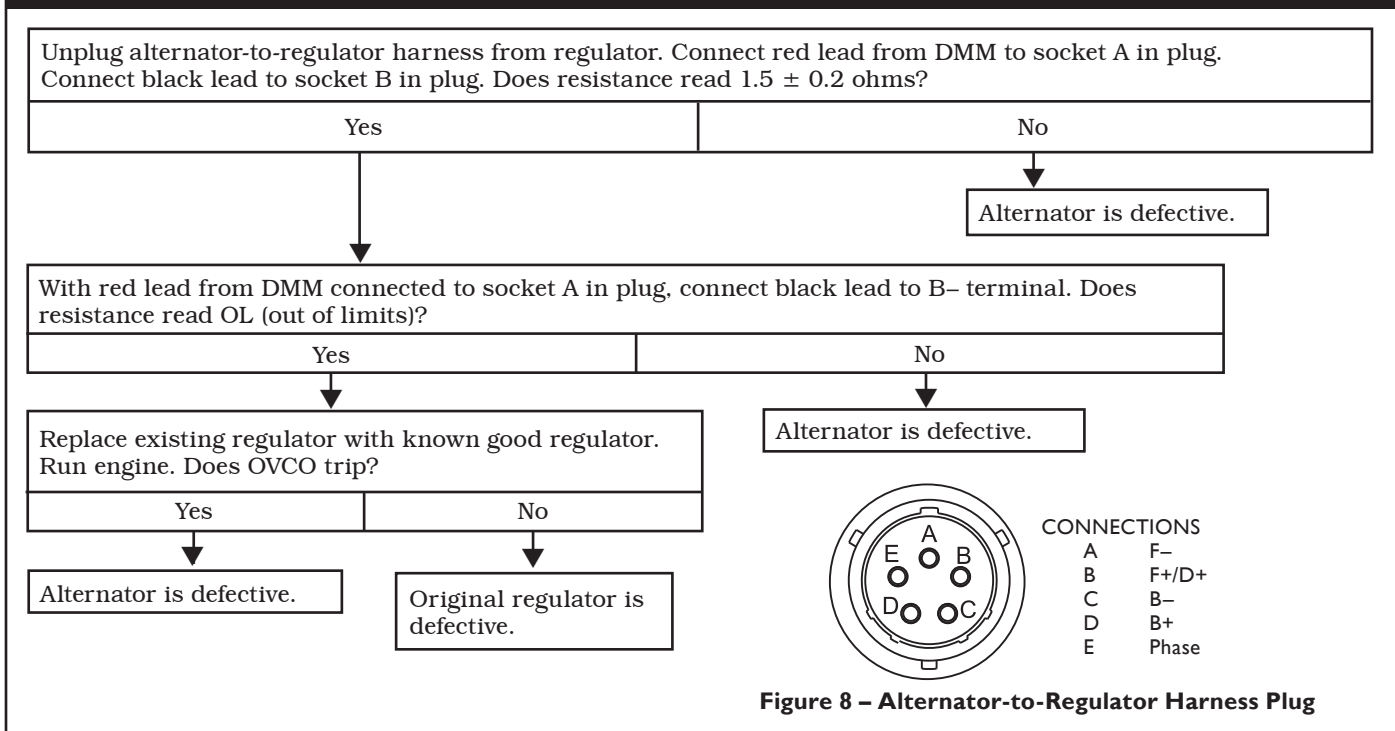 Unplug alternator-to-regulator harness from regulator. Connect red lead from DMM to socket A in plug.
Connect black lead to socket B in plug. Does resistance read 1.5 ± 0.2 ohms?
Yes
No
Alternator is defective.
With red lead from DMM connected to socket A in plug, connect black lead to B– terminal. Does
resistance read OL (out of limits)?
Yes
No
Alternator is defective.
Replace existing regulator with known good regulator.
Run engine. Does OVCO trip?
Yes
No
Alternator is defective.
Original regulator is
defective.
A
E
B
D
C
CONNECTIONS
A F–
B F+/D+
C B–
D B+
E Phase
Figure 8 – Alternator-to-Regulator Harness Plug